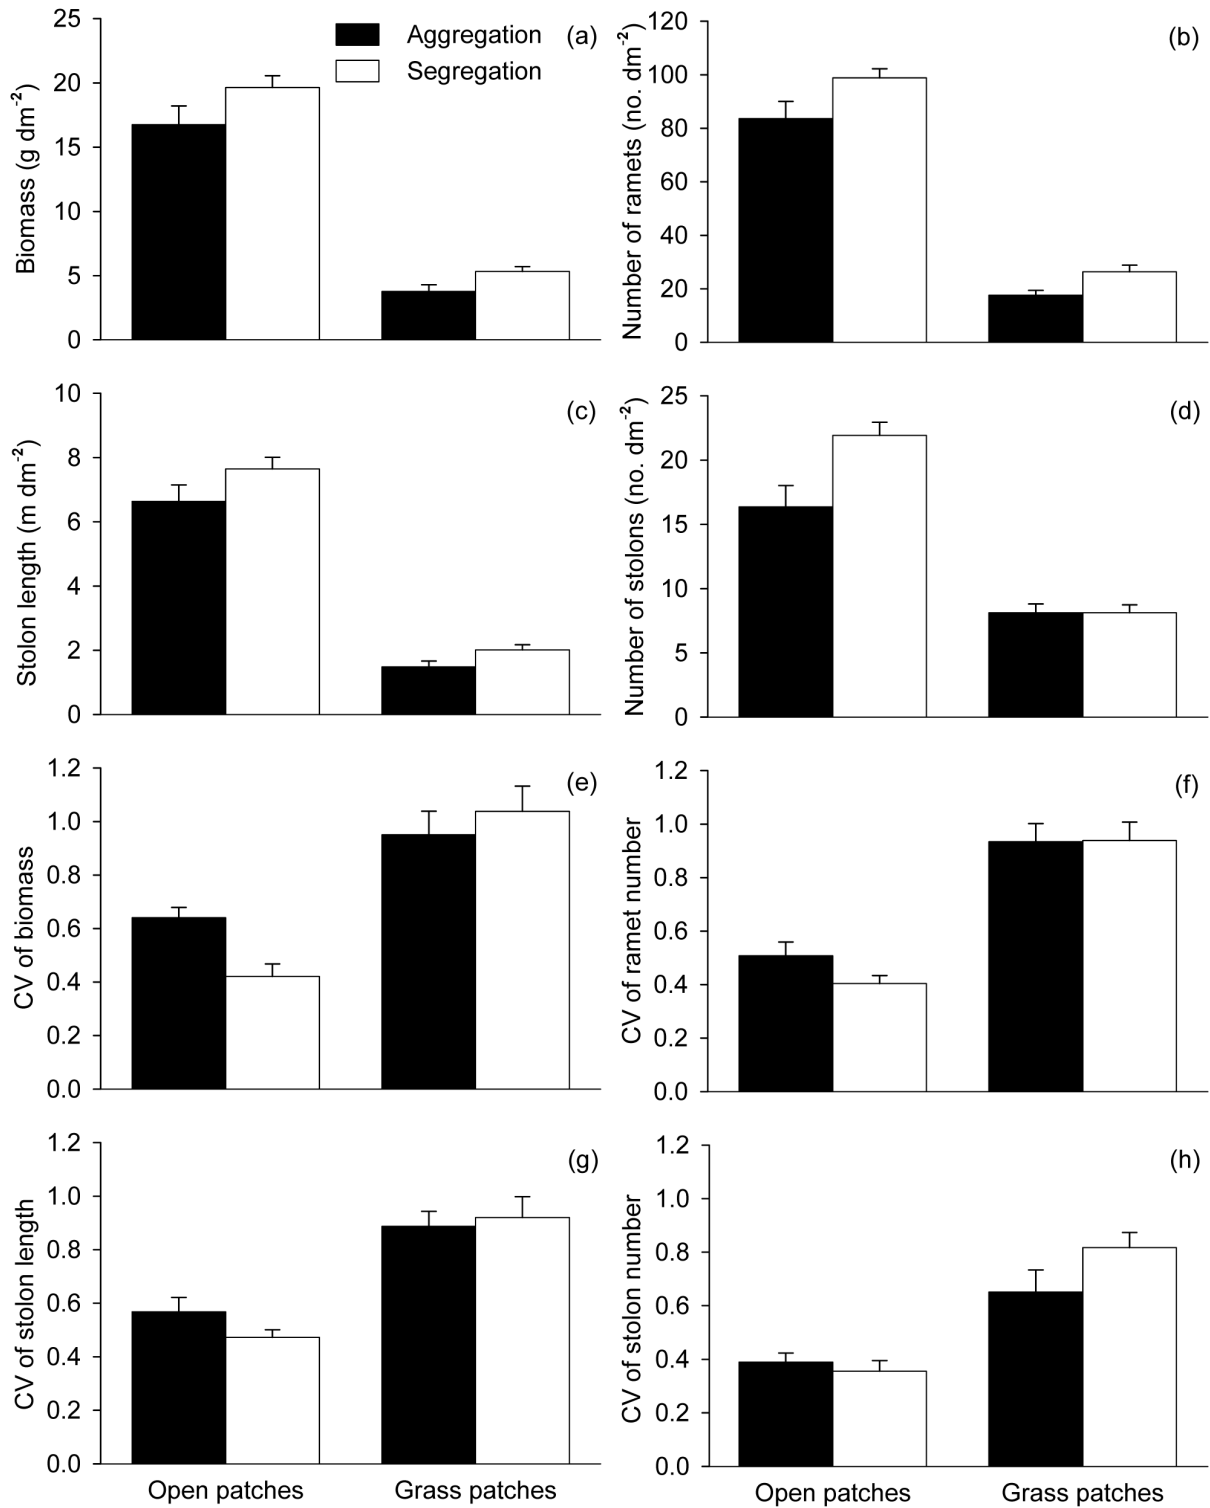 25
20
15
10
5
0
Biomass (g dm-2)
Aggregation
Segregation
(a)
120
100
80
60
40
20
0
Number of ramets (no. dm-2)
(b)
10
8
6
4
2
0
Stolon length (m dm-2)
(c)
25
20
15
10
5
0
Number of stolons (no. dm-2)
(d)
1.2
1.0
0.8
0.6
0.4
0.2
0.0
CV of biomass
(e)
1.2
1.0
0.8
0.6
0.4
0.2
0.0
CV of ramet number
(f)
1.2
1.0
0.8
0.6
0.4
0.2
0.0
CV of stolon length
(g)
Open patches
Grass patches
1.2
1.0
0.8
0.6
0.4
0.2
0.0
CV of stolon number
(h)
Open patches
Grass patches